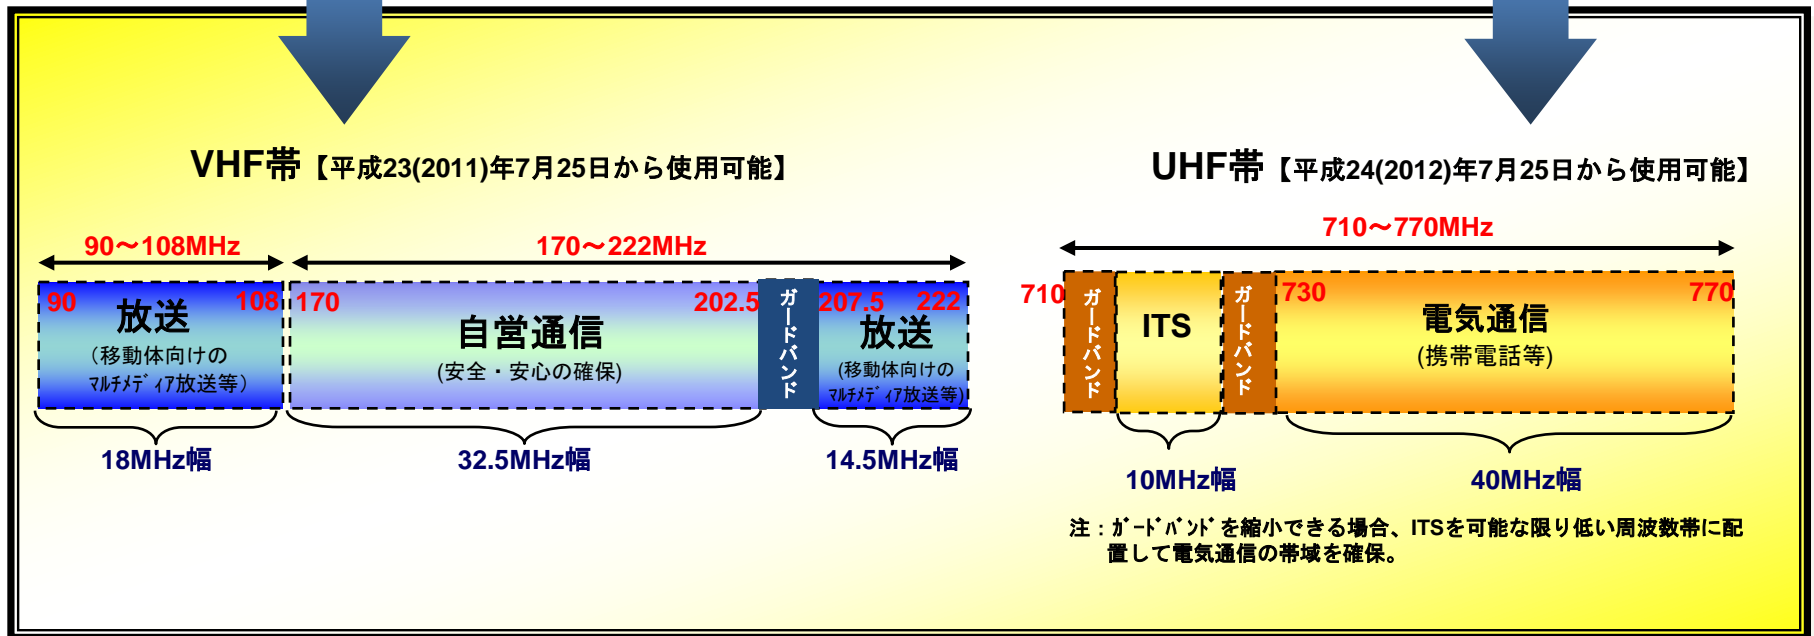 VHF帯【平成23(2011)年7月25日から使用可能】
90～108MHz
170～222MHz
90
放送
108
（移動体向けの
ﾏﾙﾁﾒﾃﾞｨｱ放送等）
170
自営通信
202.5
(安全・安心の確保)
ガードバンド
207.5
222
放送
(移動体向けの
ﾏﾙﾁﾒﾃﾞｨｱ放送等)
18MHz幅
32.5MHz幅
14.5MHz幅
UHF帯【平成24(2012)年7月25日から使用可能】
710～770MHz
710
ガードバンド
ITS
ガードバンド
730
770
電気通信
(携帯電話等)
10MHz幅
40MHz幅
注：ｶﾞｰﾄﾞﾊﾞﾝﾄﾞを縮小できる場合、ITSを可能な限り低い周波数帯に配
置して電気通信の帯域を確保。